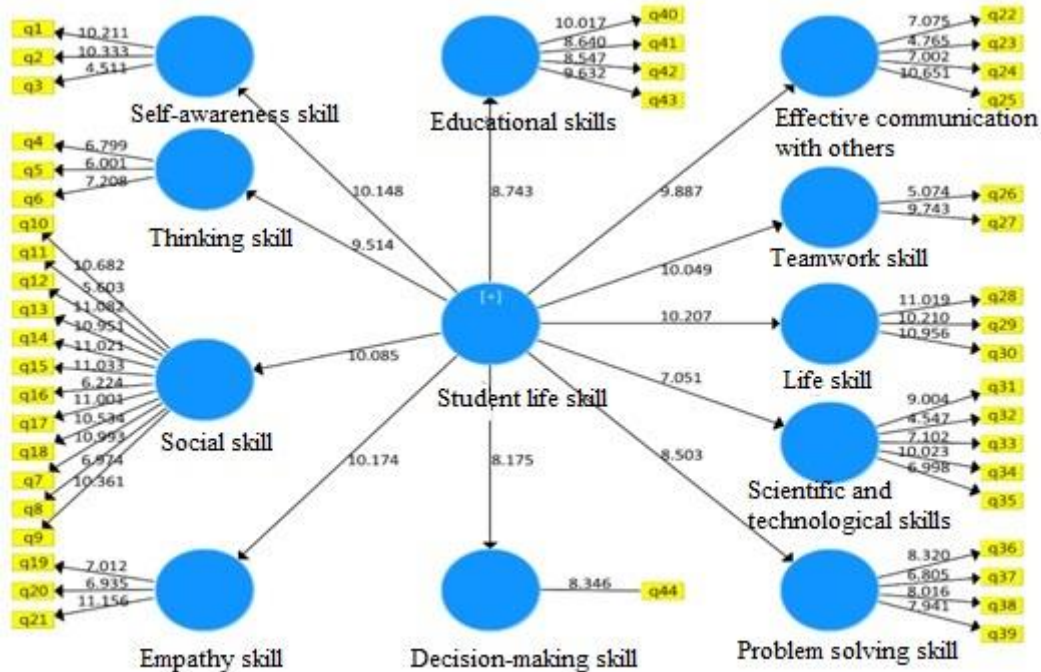 q1
10.211
q2
10.333
q3
4.511
Self-awareness skill
q40
10.017
q41
8.640
q42
8.547
q43
9.632
Educational skills
q22
7.075
q23
4.765
q24
7.002
q25
10.651
Effective communication
with others
q4
6.799
q5
6.001
q6
7.208
Thinking skill
10.148
8.743
9.887
9.514
q26
5.074
q27
9.743
Teamwork skill
10.049
q10
10.682
q11
5.603
q12
11.082
q13
10.951
q14
11.021
q15
11.033
q16
6.224
q17
11.001
q18
10.534
q7
10.993
q8
6.974
q9
10.361
Social skill
[+]
Student life skill
10.085
10.207
q28
11.019
q29
10.210
q30
10.956
Life skill
7.051
q31
9.004
q32
4.547
q33
7.102
q34
10.023
q35
6.998
Scientific and
technological skills
10.174
8.175
8.503
q19
7.012
q20
6.935
q21
11.156
Empathy skill
8.346
q44
Decision-making skill
q36
8.320
q37
6.805
q38
8.016
q39
7.941
Problem solving skill